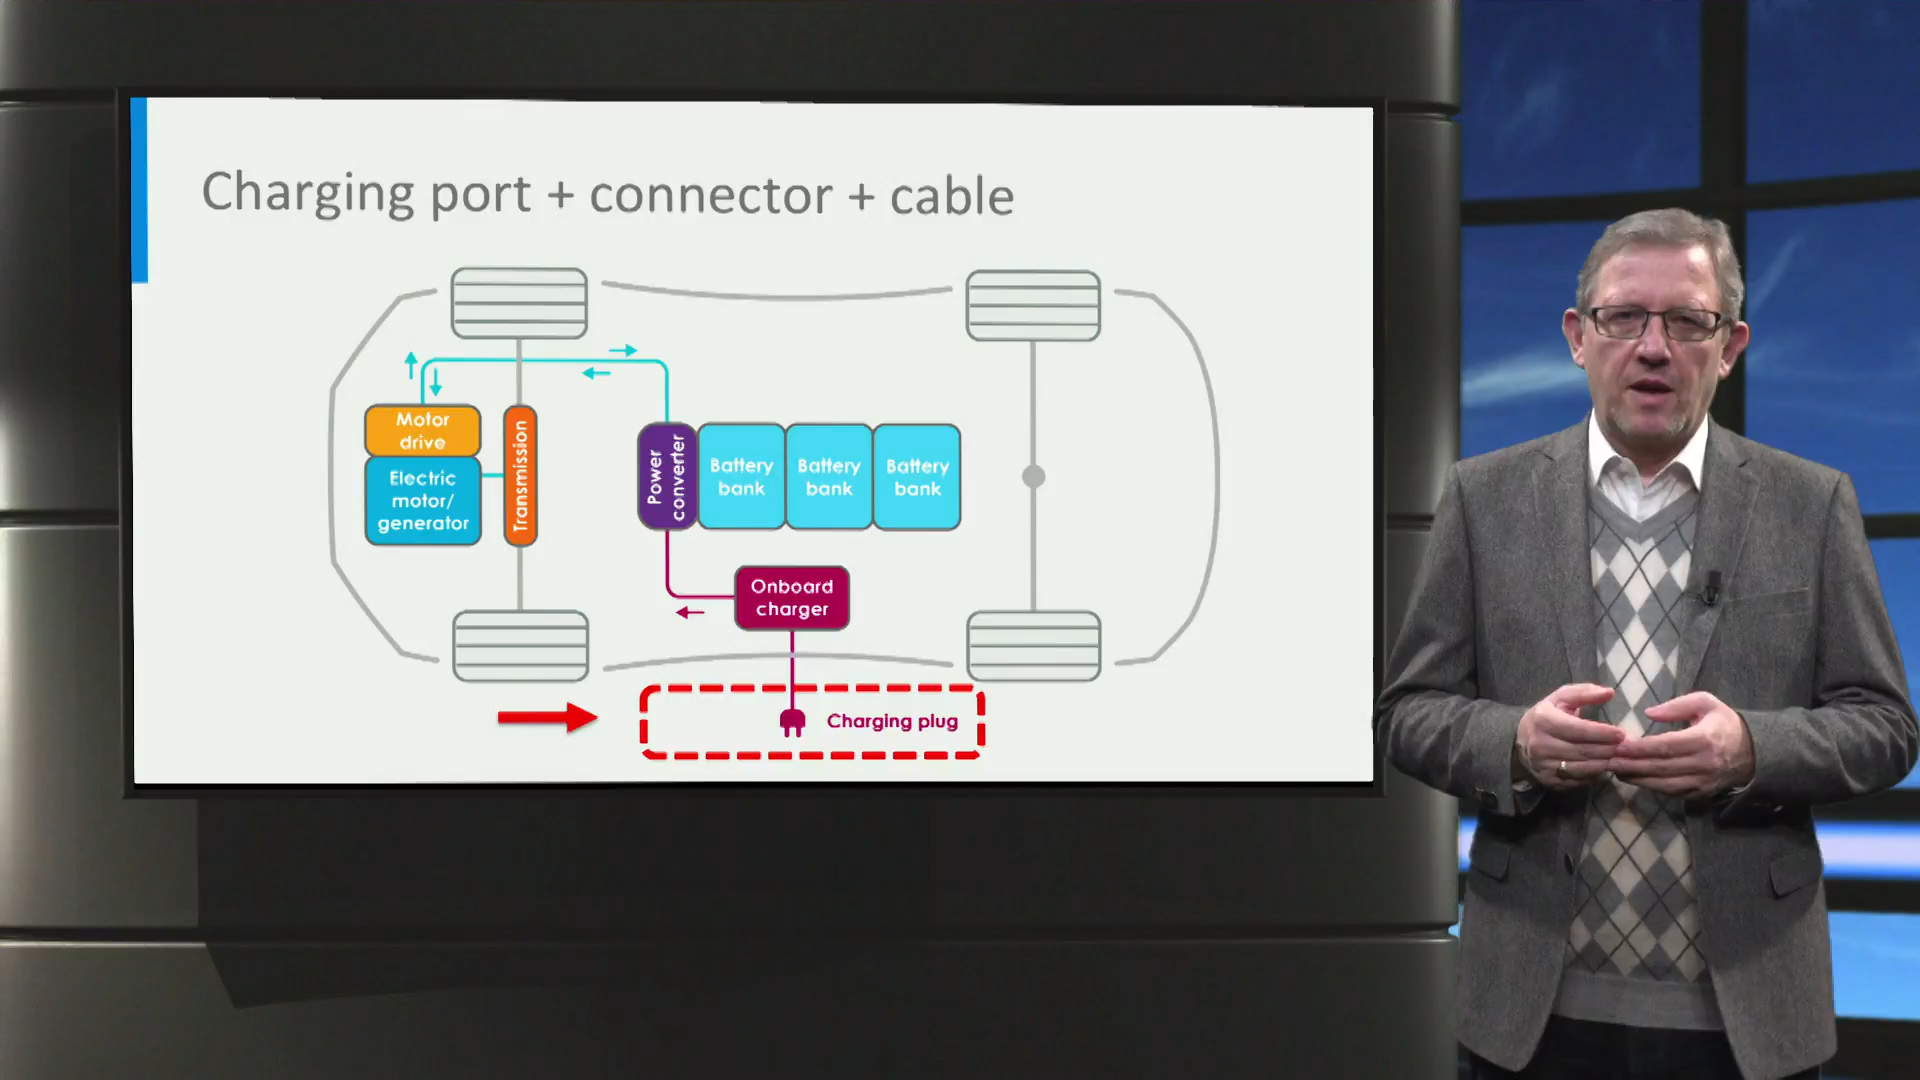 Charging port + connector + cable
Motor
drive
Electric
motor/
generator
Transmission
Power
converter
Battery
bank
Battery
bank
Battery
bank
Onboard
charger
Charging plug